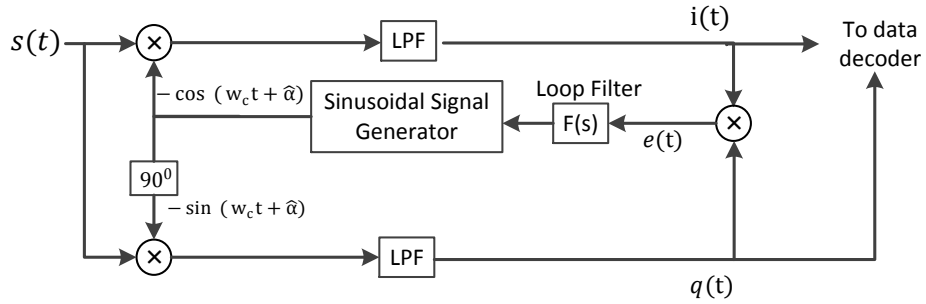 s(t)
LPF
i(t)
To data
decoder
− cos (w_c t + α̂)
Sinusoidal Signal
Generator
Loop Filter
F(s)
e(t)
90⁰
− sin (w_c t + α̂)
LPF
q(t)